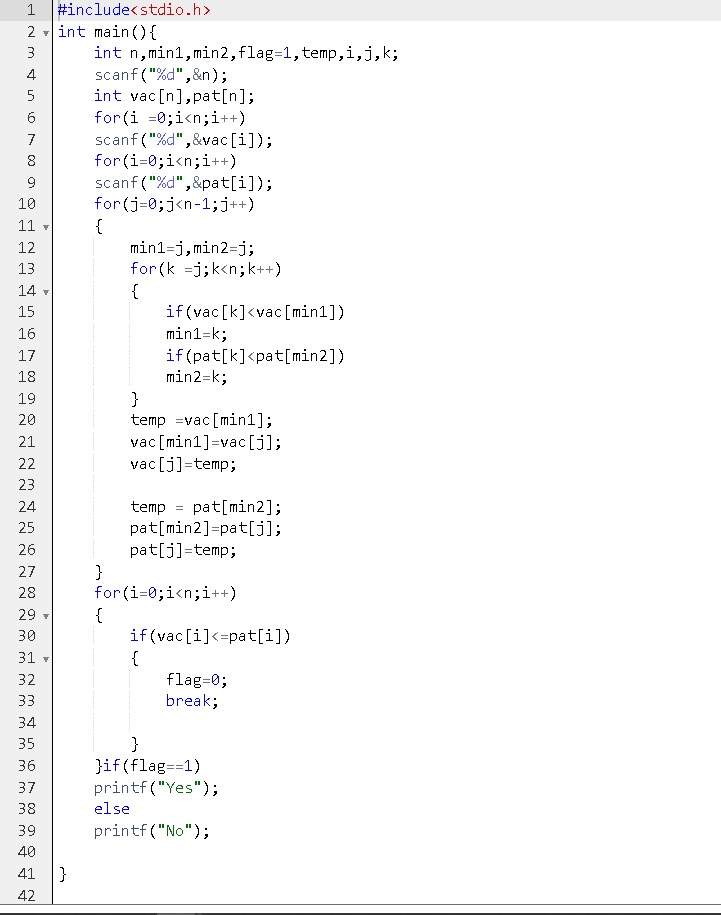 1 #include<stdio.h>
2 int main(){
3     int n,min1,min2,flag=1,temp,i,j,k;
4     scanf("%d",&n);
5     int vac[n],pat[n];
6     for(i =0;i<n;i++)
7     scanf("%d",&vac[i]);
8     for(i=0;i<n;i++)
9     scanf("%d",&pat[i]);
10     for(j=0;j<n-1;j++)
11     {
12         min1=j,min2=j;
13         for(k =j;k<n;k++)
14         {
15             if(vac[k]<vac[min1])
16             min1=k;
17             if(pat[k]<pat[min2])
18             min2=k;
19         }
20         temp =vac[min1];
21         vac[min1]=vac[j];
22         vac[j]=temp;
23
24         temp = pat[min2];
25         pat[min2]=pat[j];
26         pat[j]=temp;
27     }
28     for(i=0;i<n;i++)
29     {
30         if(vac[i]<=pat[i])
31         {
32             flag=0;
33             break;
34
35         }
36     }if(flag==1)
37     printf("Yes");
38     else
39     printf("No");
40
41 }
42